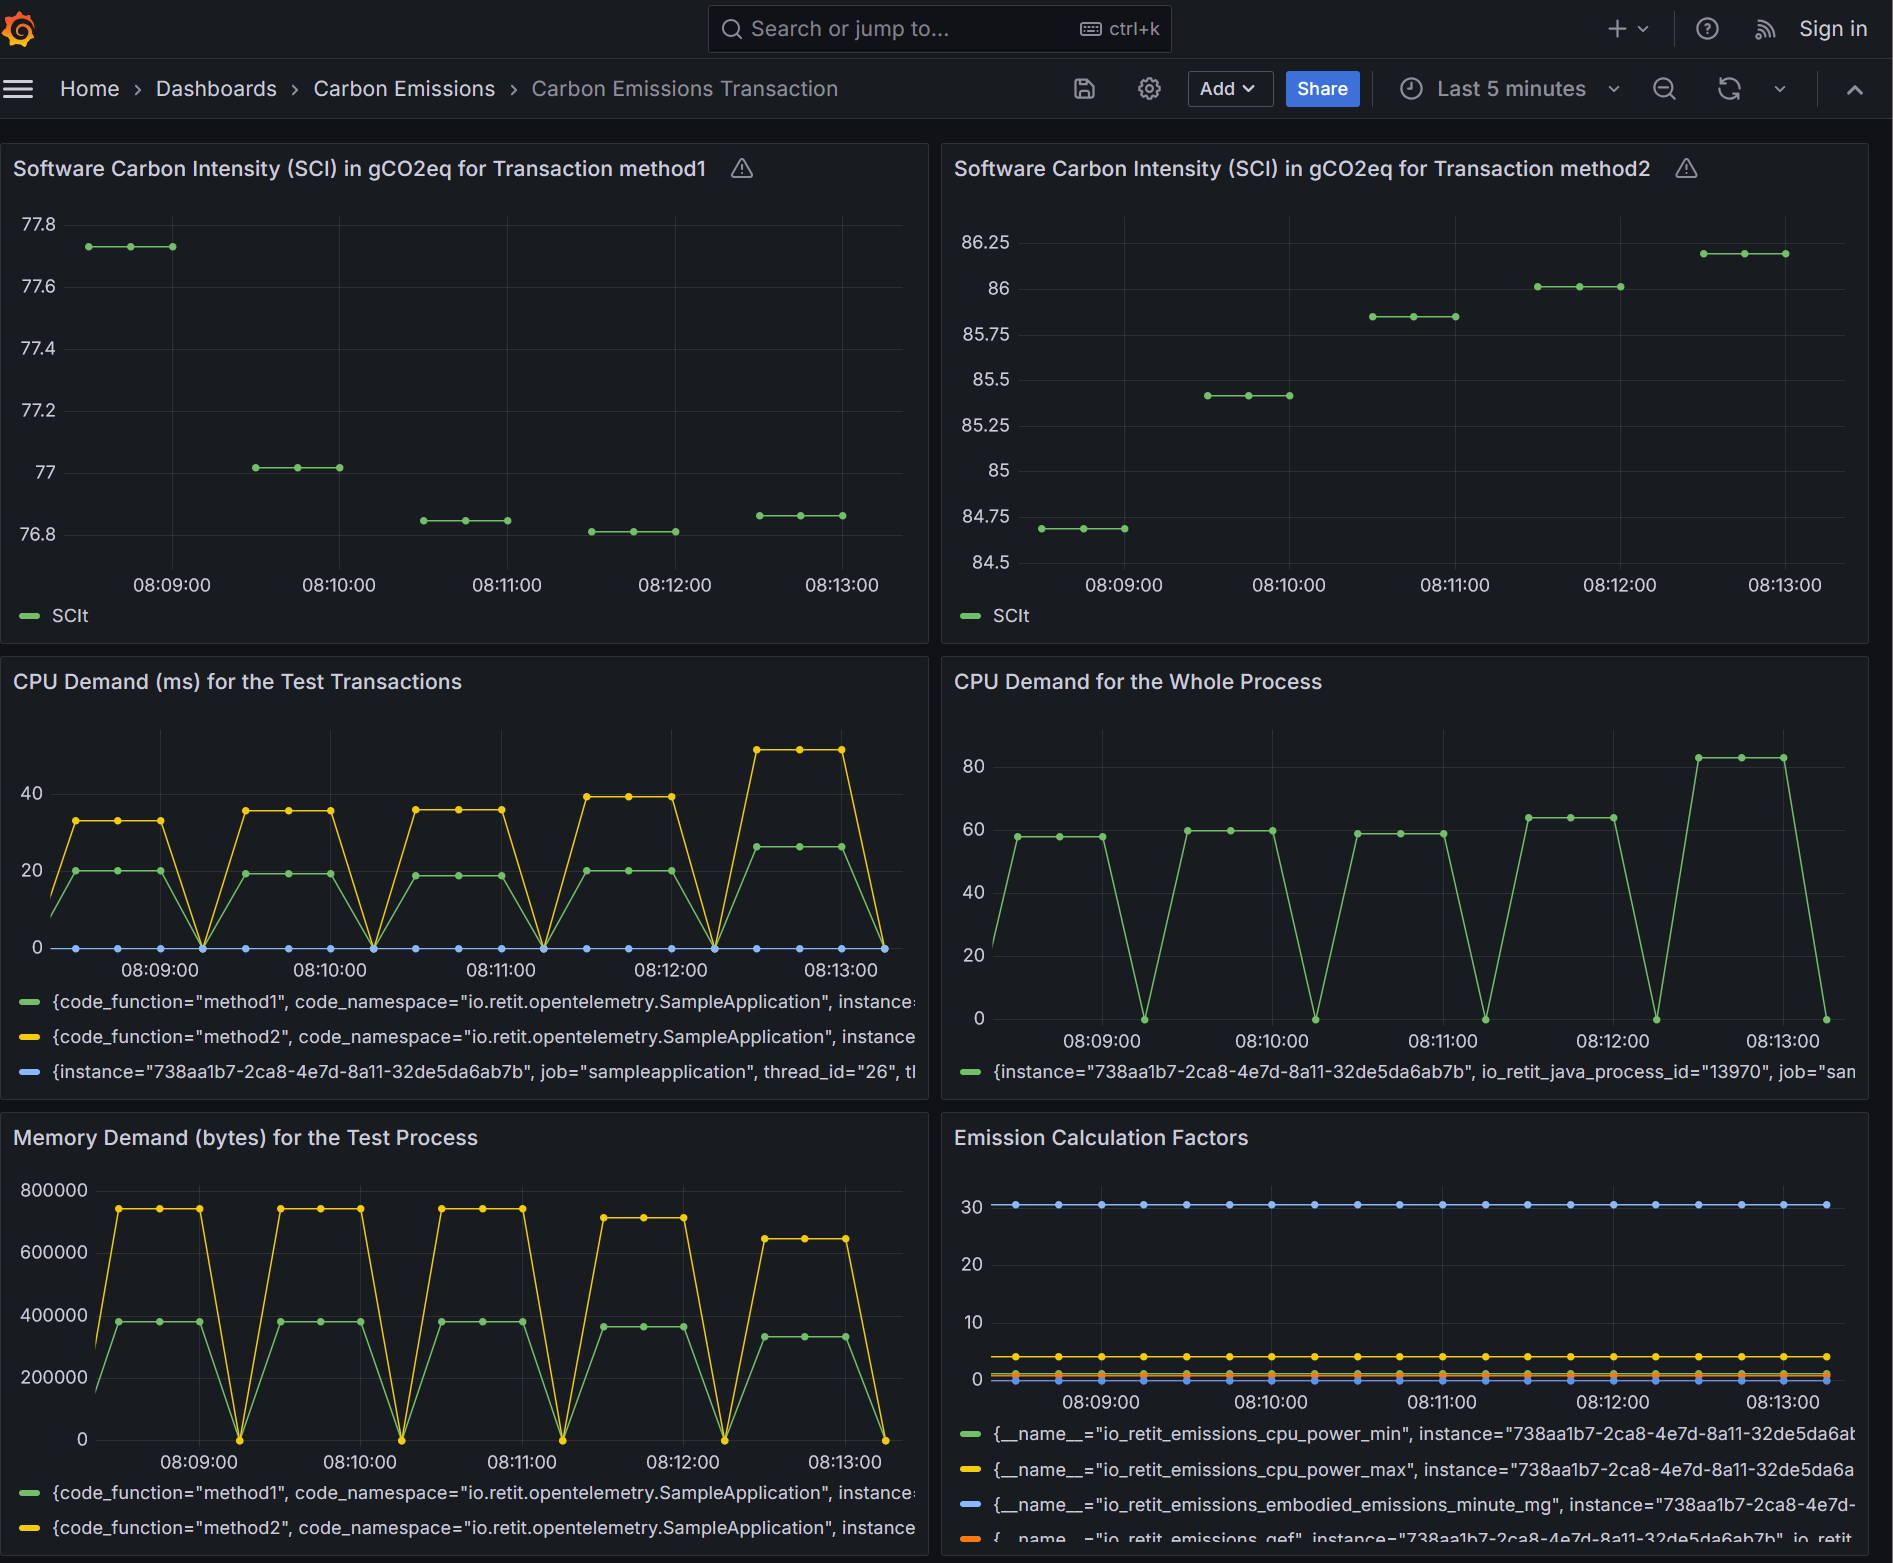 Search or jump to... ctrl+k Sign in
Home › Dashboards › Carbon Emissions › Carbon Emissions Transaction Add Share Last 5 minutes
Software Carbon Intensity (SCI) in gCO2eq for Transaction method1
77.8
77.6
77.4
77.2
77
76.8
08:09:00 08:10:00 08:11:00 08:12:00 08:13:00
SCIt
Software Carbon Intensity (SCI) in gCO2eq for Transaction method2
86.25
86
85.75
85.5
85.25
85
84.75
84.5
08:09:00 08:10:00 08:11:00 08:12:00 08:13:00
SCIt
CPU Demand (ms) for the Test Transactions
40
20
0
08:09:00 08:10:00 08:11:00 08:12:00 08:13:00
{code_function="method1", code_namespace="io.retit.opentelemetry.SampleApplication", instance=
{code_function="method2", code_namespace="io.retit.opentelemetry.SampleApplication", instance
{instance="738aa1b7-2ca8-4e7d-8a11-32de5da6ab7b", job="sampleapplication", thread_id="26", tl
CPU Demand for the Whole Process
80
60
40
20
0
08:09:00 08:10:00 08:11:00 08:12:00 08:13:00
{instance="738aa1b7-2ca8-4e7d-8a11-32de5da6ab7b", io_retit_java_process_id="13970", job="san
Memory Demand (bytes) for the Test Process
800000
600000
400000
200000
0
08:09:00 08:10:00 08:11:00 08:12:00 08:13:00
{code_function="method1", code_namespace="io.retit.opentelemetry.SampleApplication", instance=
{code_function="method2", code_namespace="io.retit.opentelemetry.SampleApplication", instance
Emission Calculation Factors
30
20
10
0
08:09:00 08:10:00 08:11:00 08:12:00 08:13:00
{__name__="io_retit_emissions_cpu_power_min", instance="738aa1b7-2ca8-4e7d-8a11-32de5da6ab
{__name__="io_retit_emissions_cpu_power_max", instance="738aa1b7-2ca8-4e7d-8a11-32de5da6a
{__name__="io_retit_emissions_embodied_emissions_minute_mg", instance="738aa1b7-2ca8-4e7d-
{__name__="io_retit_emissions_gef", instance="738aa1b7-2ca8-4e7d-8a11-32de5da6ab7b", io_retit